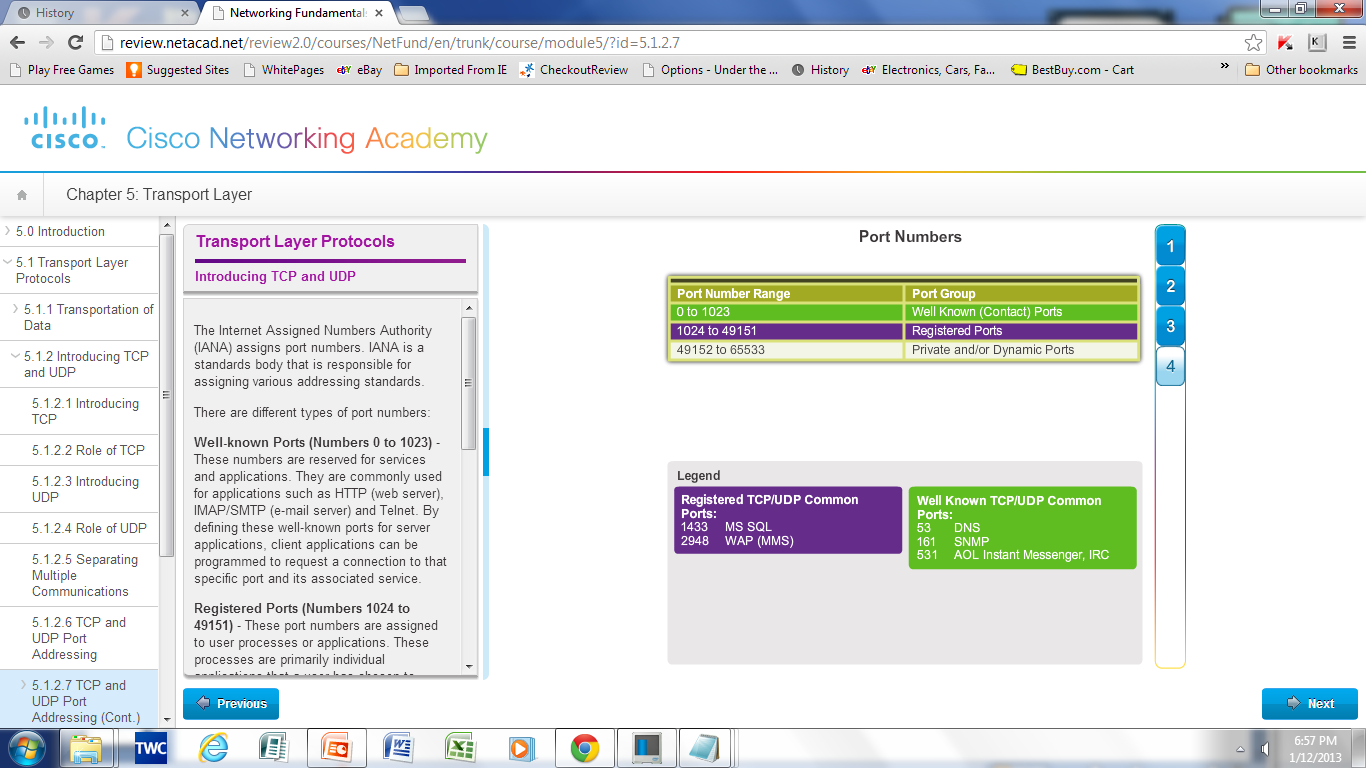 History
Networking Fundamental
review.netacad.net/review2.0/courses/NetFund/en/trunk/course/module5/?id=5.1.2.7
Play Free Games
Suggested Sites
WhitePages
eBay
Imported From IE
CheckoutReview
Options - Under the ...
History
Electronics, Cars, Fa...
BestBuy.com - Cart
»
Other bookmarks
CISCO
Cisco Networking Academy
Chapter 5: Transport Layer
5.0 Introduction
5.1 Transport Layer
Protocols
5.1.1 Transportation of
Data
5.1.2 Introducing TCP
and UDP
5.1.2.1 Introducing
TCP
5.1.2.2 Role of TCP
5.1.2.3 Introducing
UDP
5.1.2.4 Role of UDP
5.1.2.5 Separating
Multiple
Communications
5.1.2.6 TCP and
UDP Port
Addressing
5.1.2.7 TCP and
UDP Port
Addressing (Cont.)
Transport Layer Protocols
Introducing TCP and UDP
The Internet Assigned Numbers Authority
(IANA) assigns port numbers. IANA is a
standards body that is responsible for
assigning various addressing standards.
There are different types of port numbers:
Well-known Ports (Numbers 0 to 1023) -
These numbers are reserved for services
and applications. They are commonly used
for applications such as HTTP (web server),
IMAP/SMTP (e-mail server) and Telnet. By
defining these well-known ports for server
applications, client applications can be
programmed to request a connection to that
specific port and its associated service.
Registered Ports (Numbers 1024 to
49151) - These port numbers are assigned
to user processes or applications. These
processes are primarily individual
applications that a user has chosen to
Previous
Port Numbers
Port Number Range Port Group
0 to 1023 Well Known (Contact) Ports
1024 to 49151 Registered Ports
49152 to 65533 Private and/or Dynamic Ports
Legend
Registered TCP/UDP Common
Ports:
1433 MS SQL
2948 WAP (MMS)
Well Known TCP/UDP Common
Ports:
53 DNS
161 SNMP
531 AOL Instant Messenger, IRC
1
2
3
4
Next
TWC
6:57 PM
1/12/2013